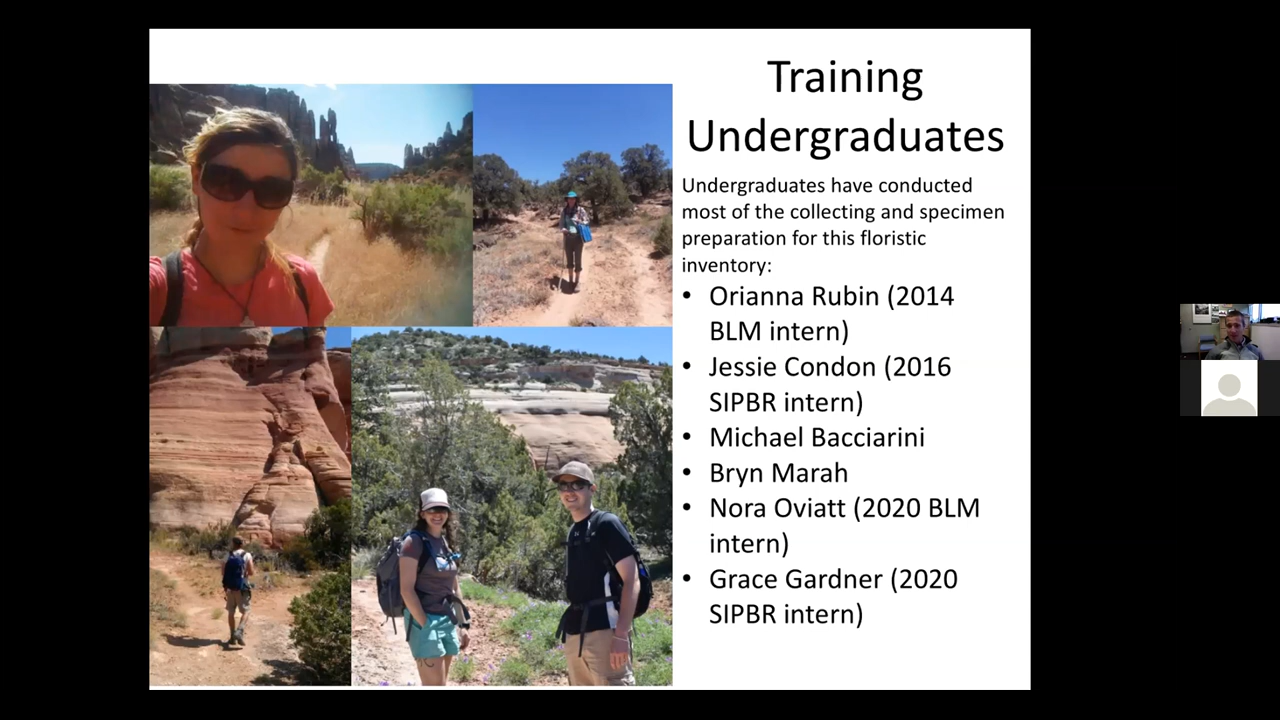 Training
Undergraduates
Undergraduates have conducted
most of the collecting and specimen
preparation for this floristic
inventory:
• Orianna Rubin (2014
BLM intern)
• Jessie Condon (2016
SIPBR intern)
• Michael Bacciarini
• Bryn Marah
• Nora Oviatt (2020 BLM
intern)
• Grace Gardner (2020
SIPBR intern)